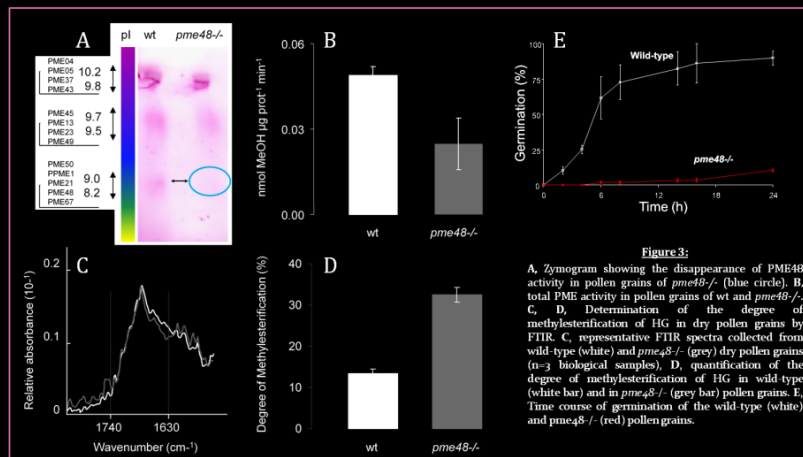 A
pI
wt
pme48-/-
PME04
PME05
PME37
PME43
10.2
9.8
PME45
PME13
PME23
PME49
9.7
9.5
PME50
PPME1
PME21
PME48
PME67
9.0
8.2
B
nmol MeOH µg prot⁻¹ min⁻¹
0.06
0.03
0.00
wt
pme48-/-
E
Germination (%)
100
75
50
25
0
Wild-type
pme48-/-
0
6
12
18
24
Time (h)
C
Relative absorbance (10⁻¹)
0.2
0.1
0
1740
1630
Wavenumber (cm⁻¹)
D
Degree of Methylesterification (%)
40
30
20
10
0
wt
pme48-/-
Figure 3:
A, Zymogram showing the disappearance of PME48
activity in pollen grains of pme48-/- (blue circle). B,
total PME activity in pollen grains of wt and pme48-/-.
C, D, Determination of the degree of
methylesterification of HG in dry pollen grains by
FTIR. C, representative FTIR spectra collected from
wild-type (white) and pme48-/- (grey) dry pollen grains
(n=3 biological samples), D, quantification of the
degree of methylesterification of HG in wild-type
(white bar) and in pme48-/- (grey bar) pollen grains. E,
Time course of germination of the wild-type (white)
and pme48-/- (red) pollen grains.